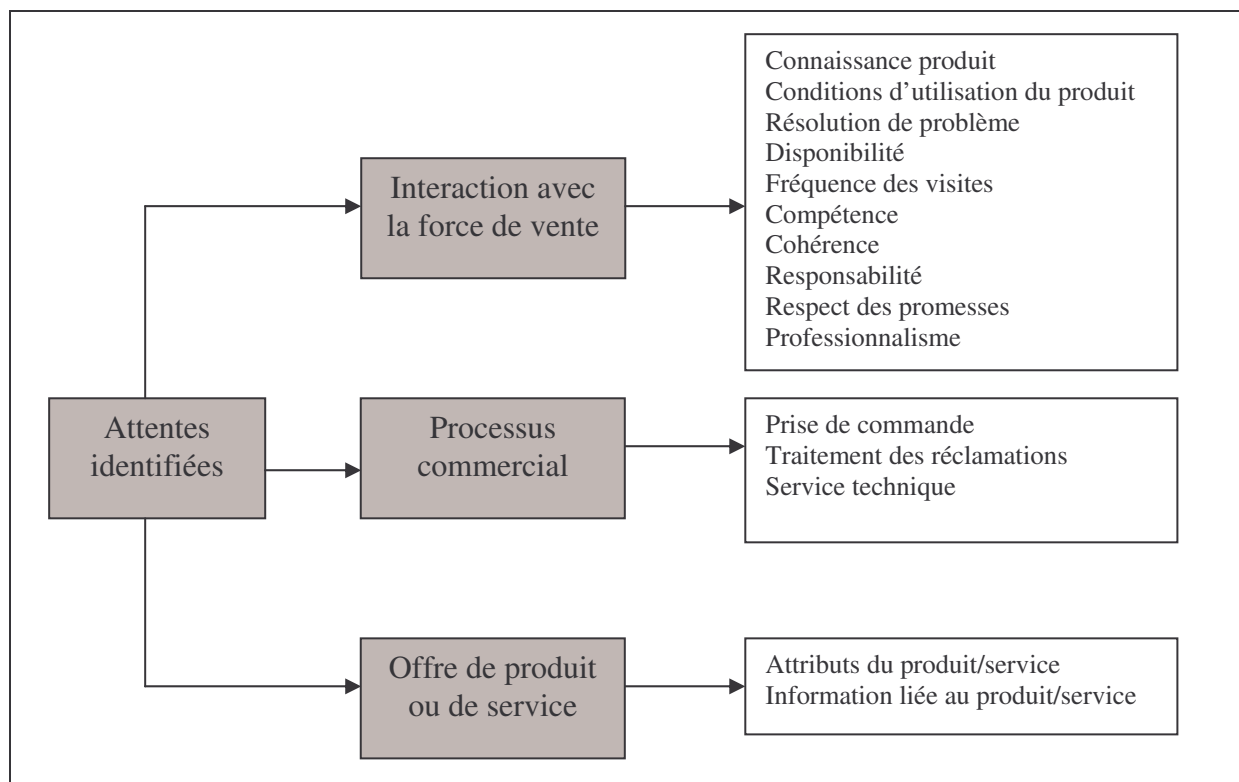 Attentes
identifiées
Interaction avec
la force de vente
Connaissance produit
Conditions d'utilisation du produit
Résolution de problème
Disponibilité
Fréquence des visites
Compétence
Cohérence
Responsabilité
Respect des promesses
Professionnalisme
Processus
commercial
Prise de commande
Traitement des réclamations
Service technique
Offre de produit
ou de service
Attributs du produit/service
Information liée au produit/service